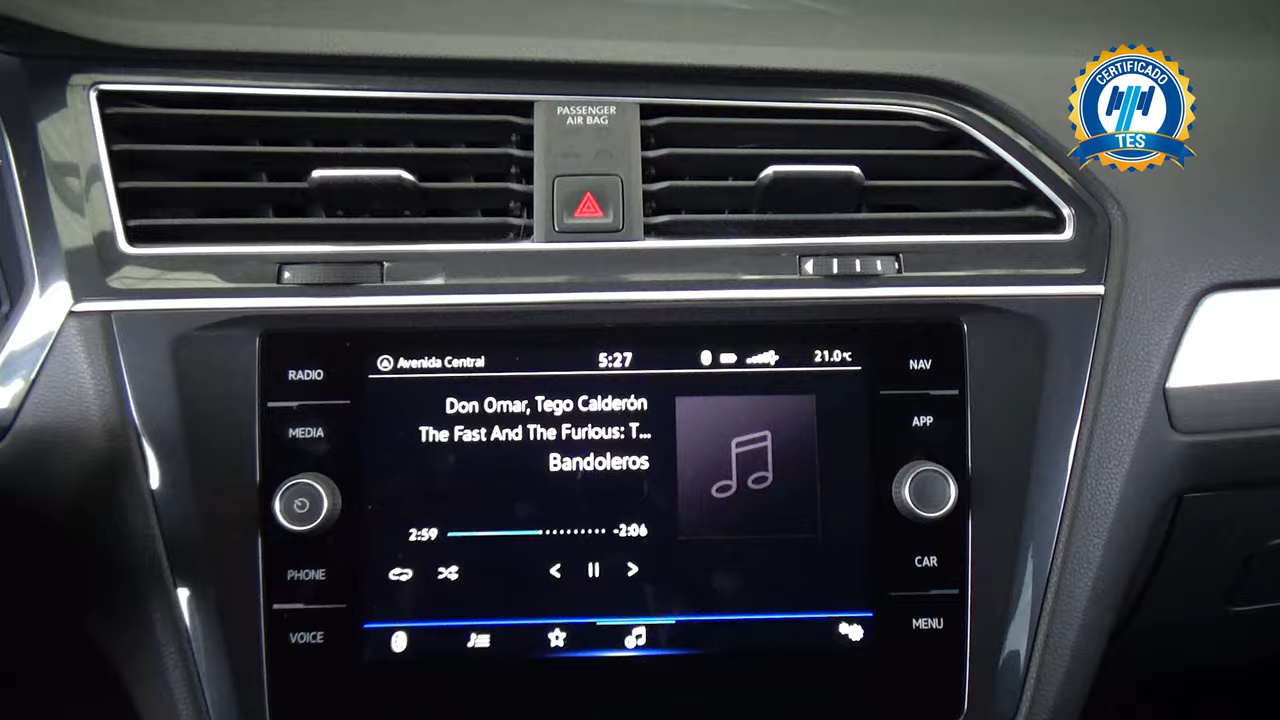 PASSENGER
AIR BAG
CERTIFICADO
TES
RADIO
MEDIA
PHONE
VOICE
Avenida Central
5:27
21.0°C
Don Omar, Tego Calderón
The Fast And The Furious: T...
Bandoleros
2:59
-2:06
NAV
APP
CAR
MENU